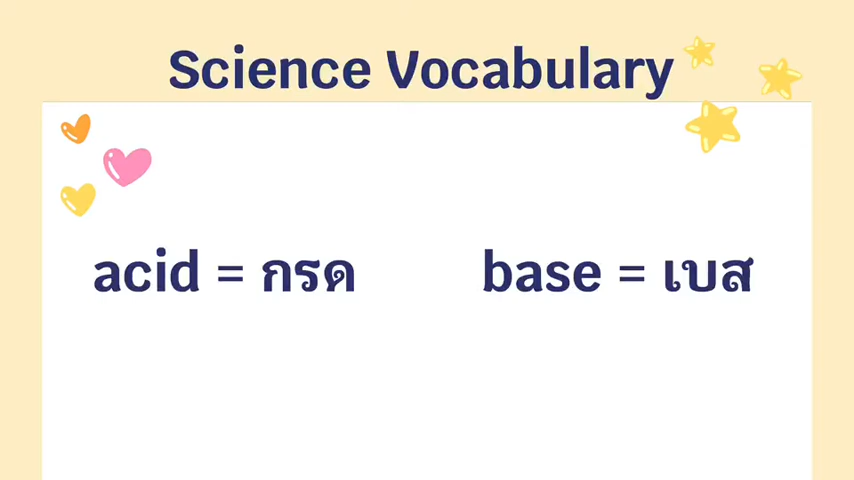 Science Vocabulary
acid = กรด
base = เบส